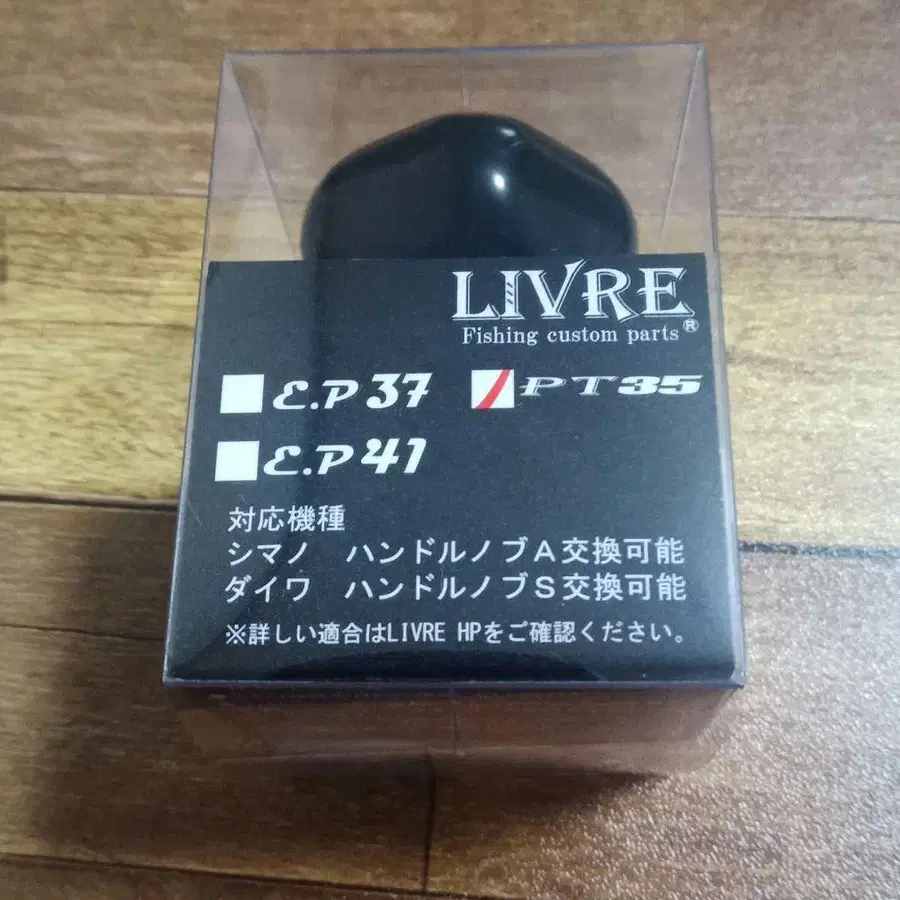 LIVRE
Fishing custom parts®
E.P 37 PT35
E.P 41
対応機種
シマノ ハンドルノブA交換可能
ダイワ ハンドルノブS交換可能
※詳しい適合はLIVRE HPをご確認ください。